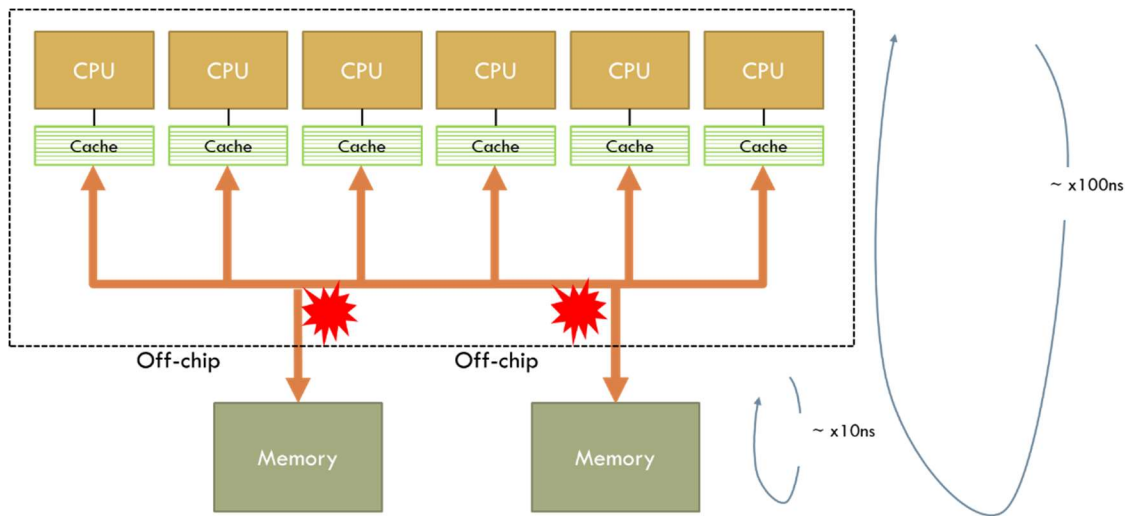 CPU
CPU
CPU
CPU
CPU
CPU
Cache
Cache
Cache
Cache
Cache
Cache
~ x100ns
Off-chip
Off-chip
~ x10ns
Memory
Memory